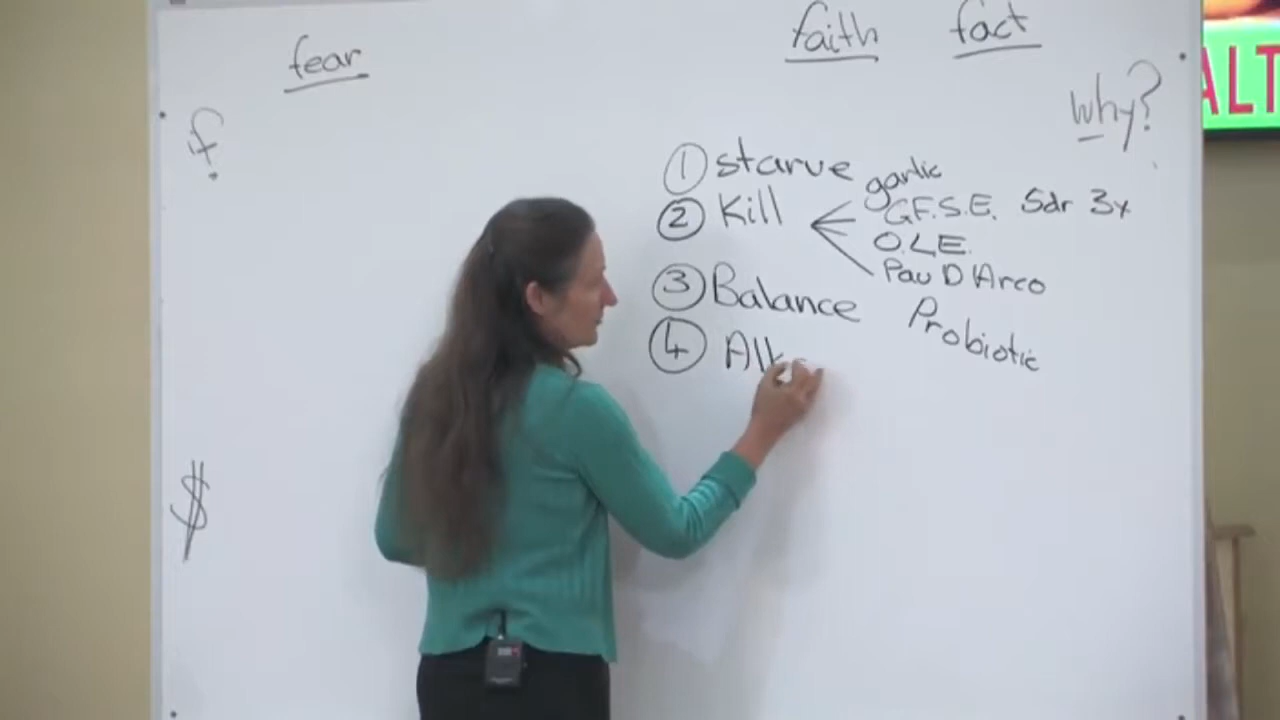 fear
faith fact
why?
if
① starve
② Kill
garlic
G.F.S.E. 5dr 3x
O.L.E.
Pau D'Arco
③ Balance Probiotic
④ Alk
$
ALT